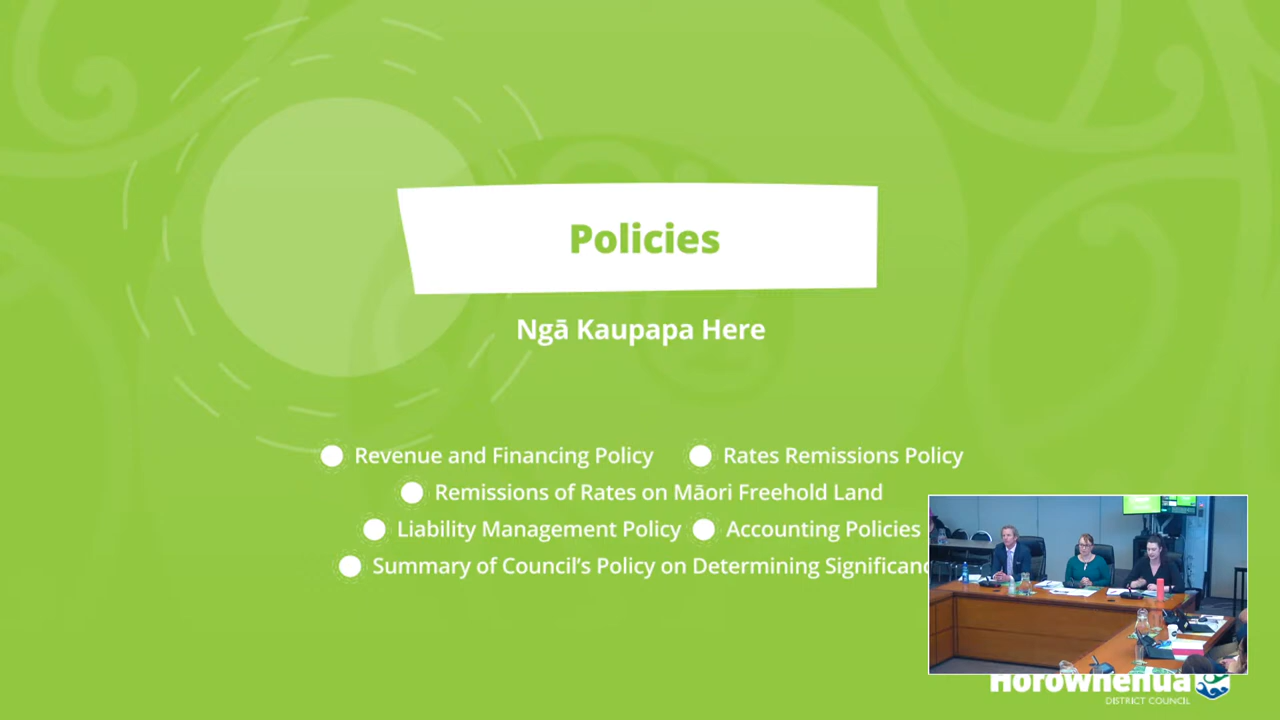 Policies
Ngā Kaupapa Here
Revenue and Financing Policy Rates Remissions Policy
Remissions of Rates on Māori Freehold Land
Liability Management Policy Accounting Policies
Summary of Council's Policy on Determining
Horowhenua
DISTRICT COUNCIL